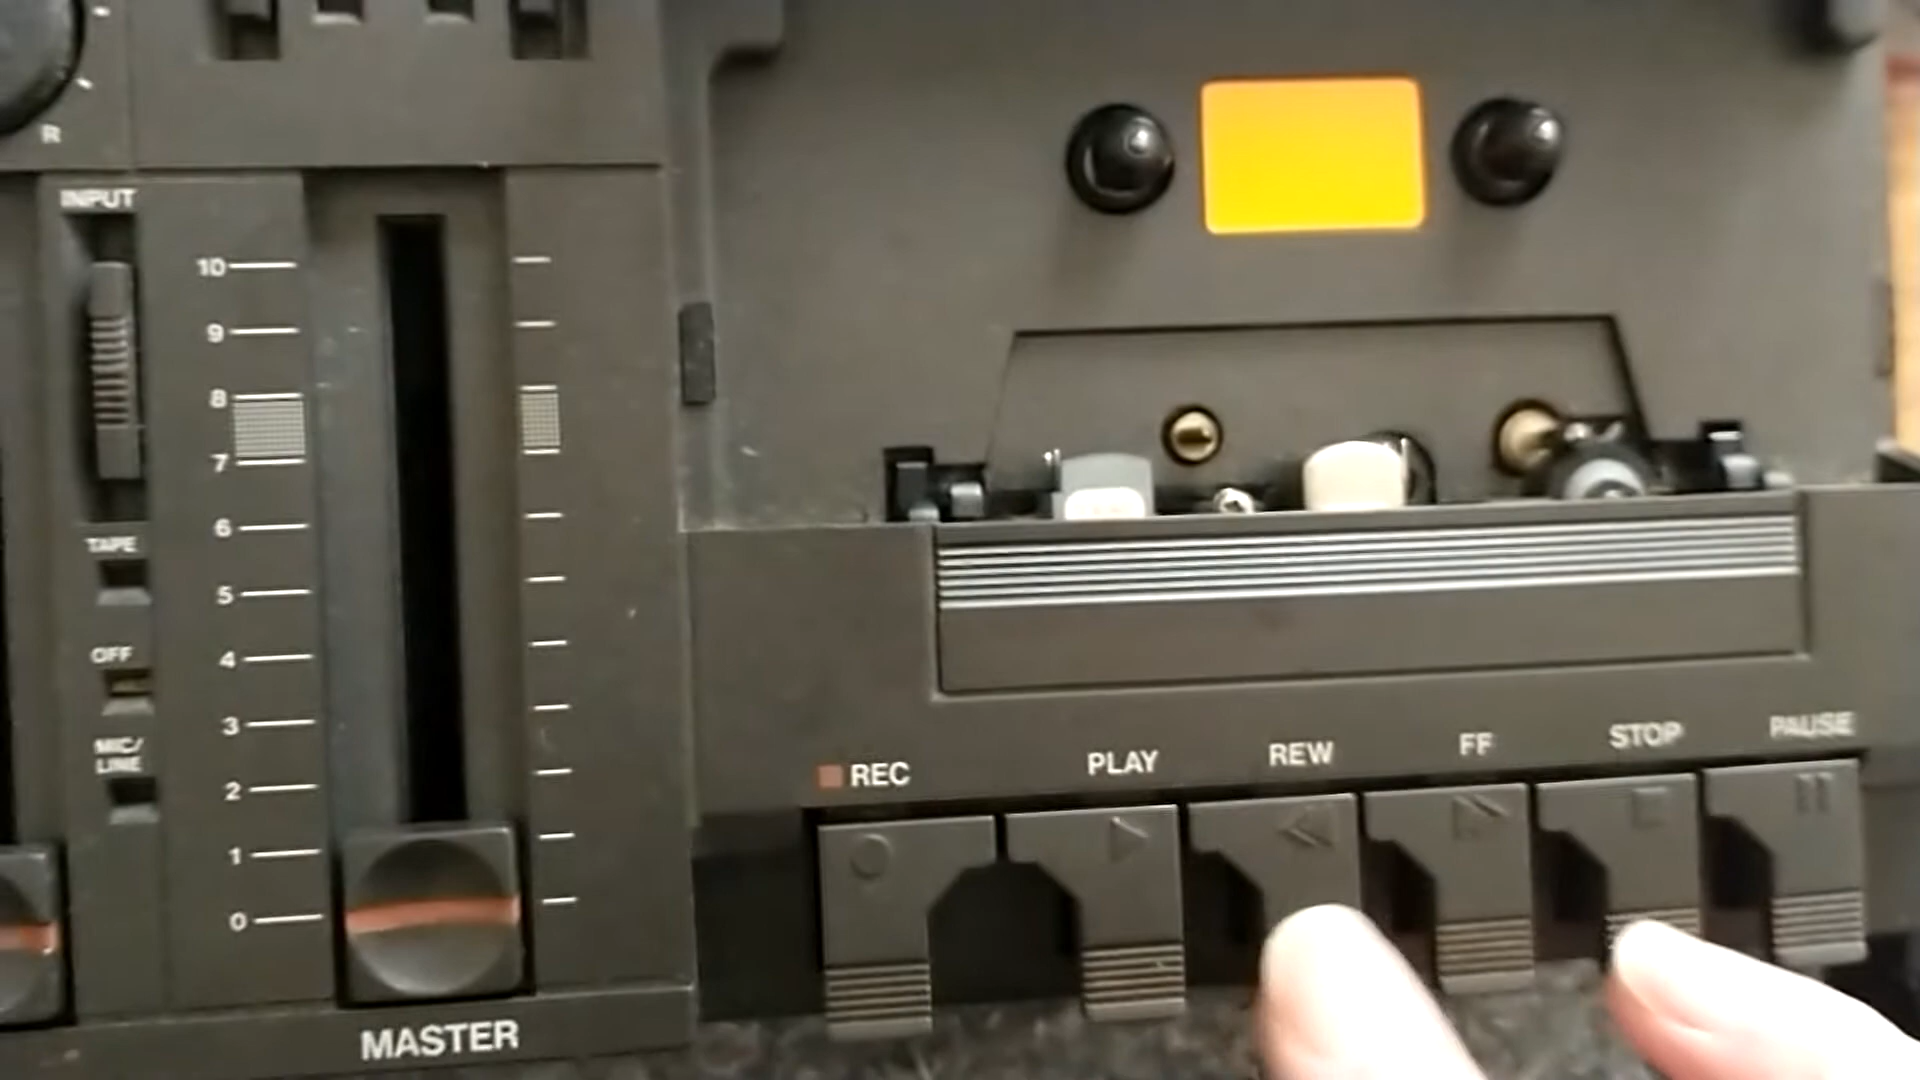 R
INPUT
10
9
8
7
6
5
4
3
2
1
0
TAPE
OFF
MIC/
LINE
MASTER
REC
PLAY
REW
FF
STOP
PAUSE